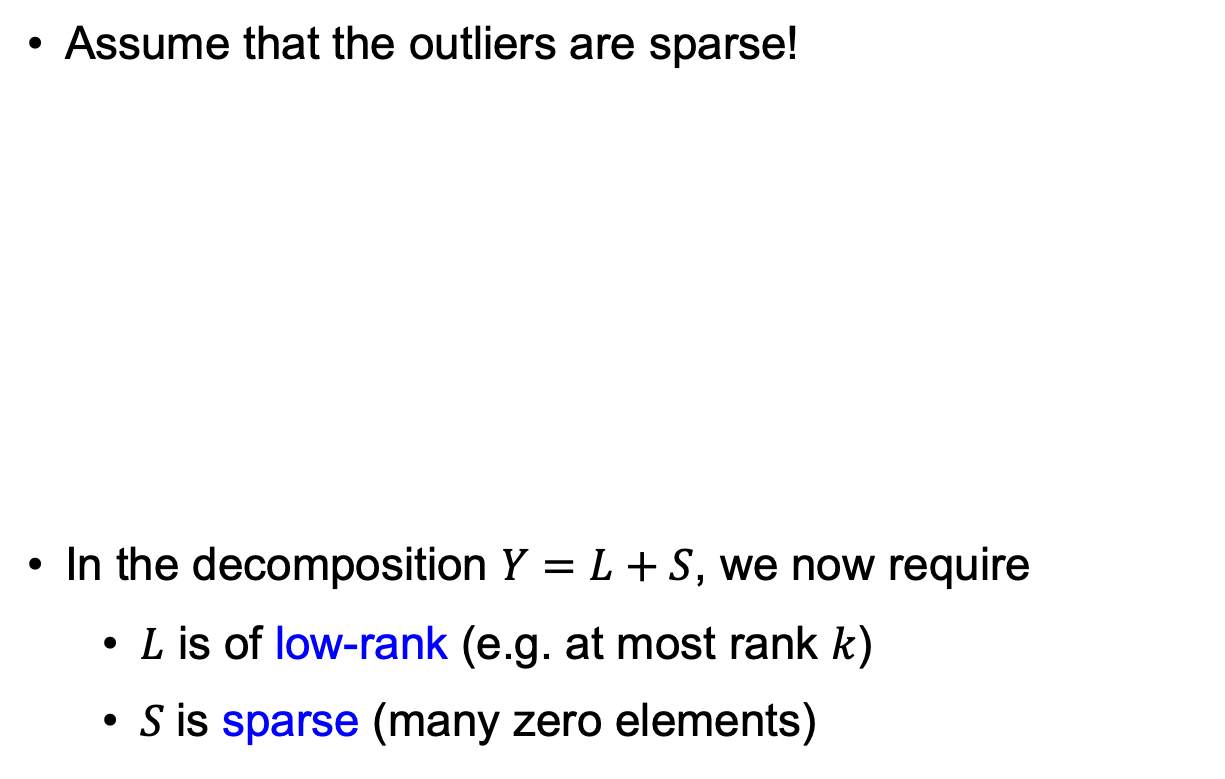 • Assume that the outliers are sparse!
• In the decomposition 𝑌 = 𝐿 + 𝑆, we now require
• 𝐿 is of low-rank (e.g. at most rank 𝑘)
• 𝑆 is sparse (many zero elements)